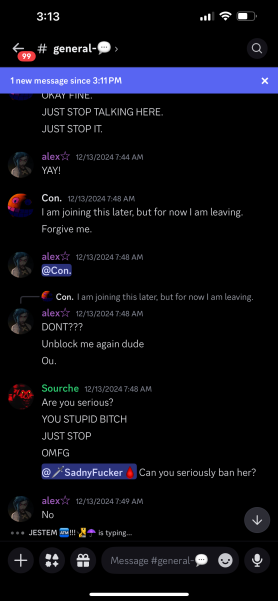 3:13
99
# general-💬 ›
1 new message since 3:11 PM
OKAY FINE.
JUST STOP TALKING HERE.
JUST STOP IT.
alex☆ 12/13/2024 7:44 AM
YAY!
Con. 12/13/2024 7:48 AM
I am joining this later, but for now I am leaving.
Forgive me.
alex☆ 12/13/2024 7:48 AM
@Con.
Con. I am joining this later, but for now I am leaving.
alex☆ 12/13/2024 7:48 AM
DONT???
Unblock me again dude
Ou.
Sourche 12/13/2024 7:48 AM
Are you serious?
YOU STUPID BITCH
JUST STOP
OMFG
@🪄SadnyFucker🩸 Can you seriously ban her?
alex☆ 12/13/2024 7:49 AM
No
JESTEM 🏧!!! 💃☂️ is typing...
Message #general-💬